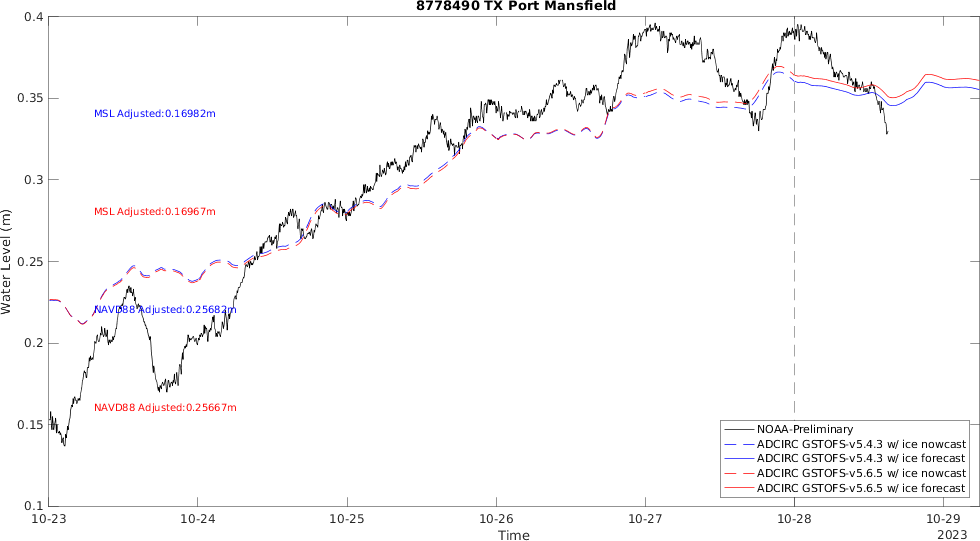 8778490 TX Port Mansfield
0.4
0.35
0.3
0.25
0.2
0.15
0.1
Water Level (m)
MSL Adjusted:0.16982m
MSL Adjusted:0.16967m
NAVD88 Adjusted:0.25682m
NAVD88 Adjusted:0.25667m
NOAA-Preliminary
ADCIRC GSTOFS-v5.4.3 w/ ice nowcast
ADCIRC GSTOFS-v5.4.3 w/ ice forecast
ADCIRC GSTOFS-v5.6.5 w/ ice nowcast
ADCIRC GSTOFS-v5.6.5 w/ ice forecast
10-23 10-24 10-25 10-26 10-27 10-28 10-29
2023
Time